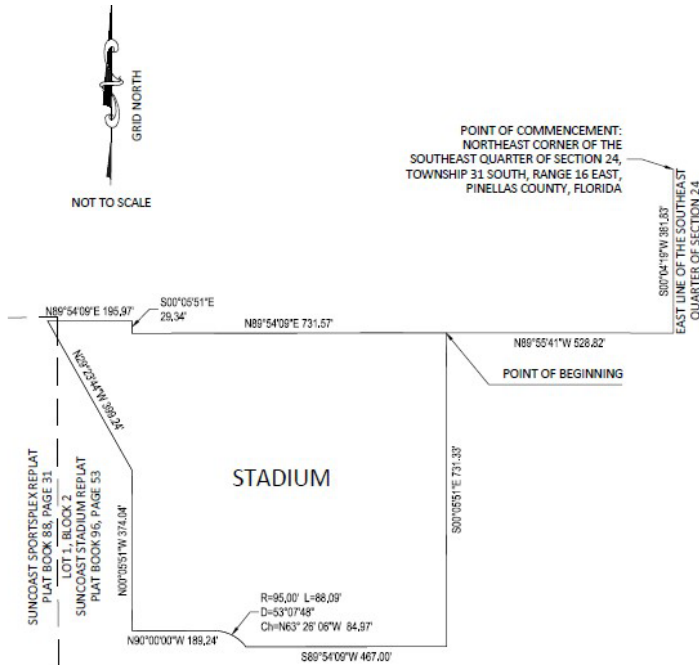 GRID NORTH
NOT TO SCALE
POINT OF COMMENCEMENT:
NORTHEAST CORNER OF THE
SOUTHEAST QUARTER OF SECTION 24,
TOWNSHIP 31 SOUTH, RANGE 16 EAST,
PINELLAS COUNTY, FLORIDA
S00°04'19"W 381.63'
EAST LINE OF THE SOUTHEAST
QUARTER OF SECTION 24
N89°54'09"E 195.97'
S00°05'51"E
29.34'
N89°54'09"E 731.57'
N89°55'41"W 528.82'
POINT OF BEGINNING
N29°23'44"W 399.24'
STADIUM
S00°05'51"E 731.33'
SUNCOAST SPORTSPLEX REPLAT
PLAT BOOK 88, PAGE 31
LOT 1, BLOCK 2
SUNCOAST STADIUM REPLAT
PLAT BOOK 96, PAGE 53
N00°05'51"W 374.04'
R=95.00' L=88.09'
D=53°07'48"
Ch=N63° 26' 06"W 84.97'
N90°00'00"W 189.24'
S89°54'09"W 467.00'